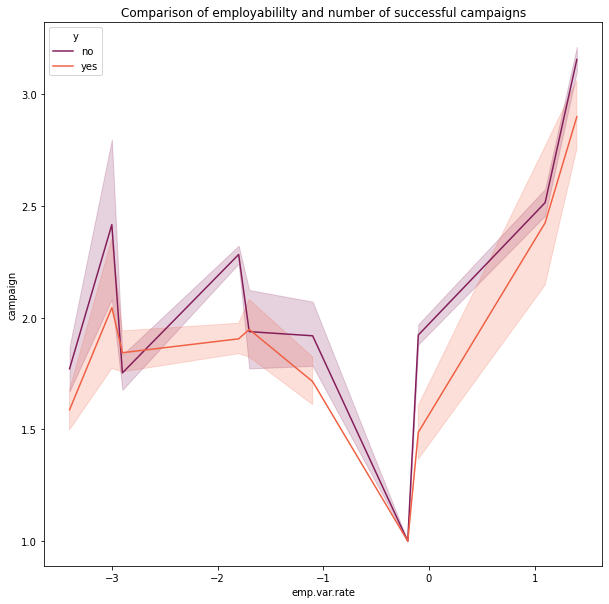 Comparison of employabililty and number of successful campaigns
y
no
yes
3.0
2.5
2.0
1.5
1.0
campaign
−3
−2
−1
0
1
emp.var.rate